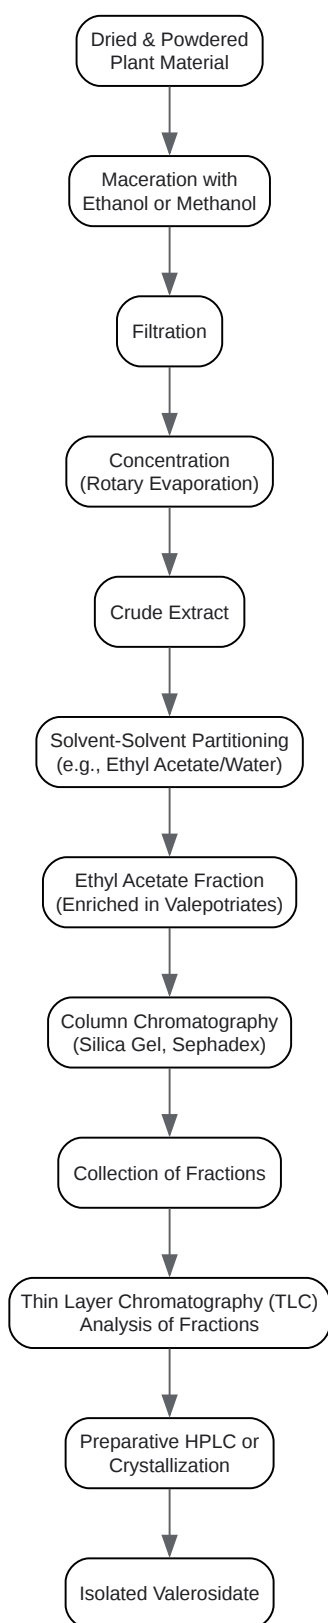 Dried & Powdered
Plant Material
Maceration with
Ethanol or Methanol
Filtration
Concentration
(Rotary Evaporation)
Crude Extract
Solvent-Solvent Partitioning
(e.g., Ethyl Acetate/Water)
Ethyl Acetate Fraction
(Enriched in Valepotriates)
Column Chromatography
(Silica Gel, Sephadex)
Collection of Fractions
Thin Layer Chromatography (TLC)
Analysis of Fractions
Preparative HPLC or
Crystallization
Isolated Valerosidate